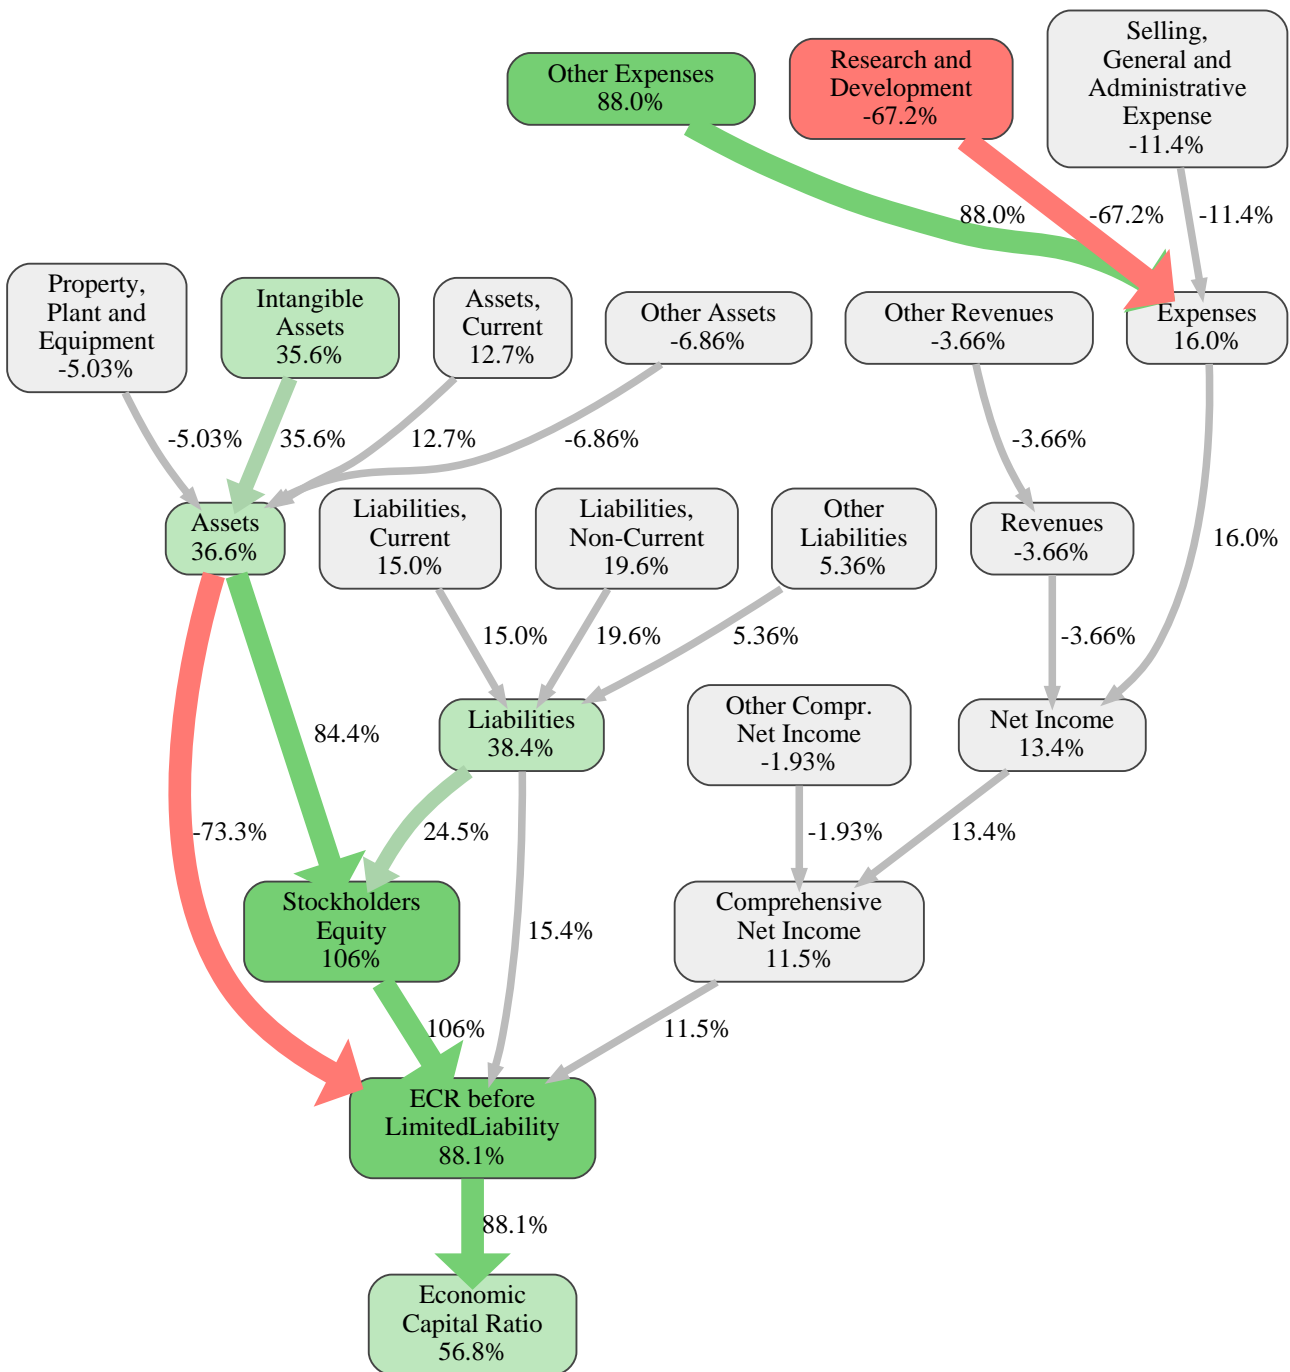 Selling,
General and
Administrative
Expense
-11.4%
Research and
Development
-67.2%
Other Expenses
88.0%
88.0%
-67.2%
-11.4%
Property,
Plant and
Equipment
-5.03%
Intangible
Assets
35.6%
Assets,
Current
12.7%
Other Assets
-6.86%
Other Revenues
-3.66%
Expenses
16.0%
-5.03%
35.6%
12.7%
-6.86%
-3.66%
16.0%
Assets
36.6%
Liabilities,
Current
15.0%
Liabilities,
Non-Current
19.6%
Other
Liabilities
5.36%
Revenues
-3.66%
15.0%
19.6%
5.36%
-3.66%
84.4%
Liabilities
38.4%
Other Compr.
Net Income
-1.93%
Net Income
13.4%
-73.3%
24.5%
-1.93%
13.4%
Stockholders
Equity
106%
15.4%
Comprehensive
Net Income
11.5%
106%
11.5%
ECR before
LimitedLiability
88.1%
88.1%
Economic
Capital Ratio
56.8%